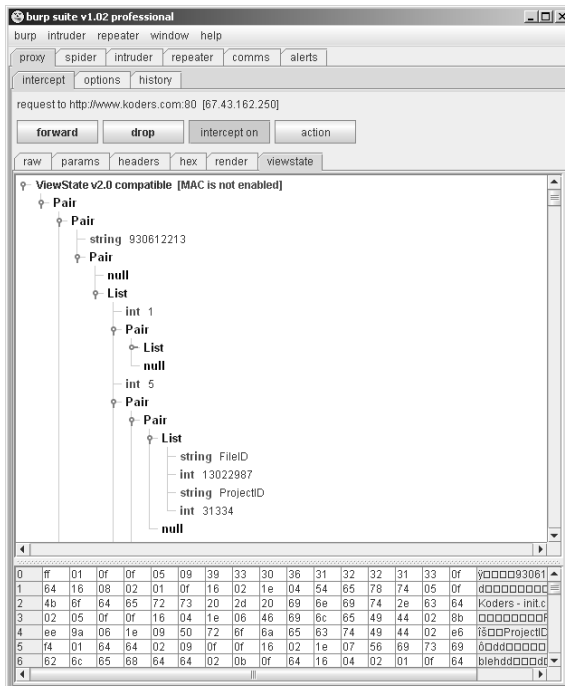 burp suite v1.02 professional
burp intruder repeater window help
proxy spider intruder repeater comms alerts
intercept options history
request to http://www.koders.com:80 [67.43.162.250]
forward drop intercept on action
raw params headers hex render viewstate
ViewState v2.0 compatible [MAC is not enabled]
Pair
Pair
string 930612213
Pair
null
List
int 1
Pair
List
null
int 5
Pair
Pair
List
string FileID
int 13022987
string ProjectID
int 31334
null
0 ff 01 0f 0f 05 09 39 33 30 36 31 32 32 31 33 0f ÿ□□□□93061
1 64 16 08 02 01 0f 16 02 1e 04 54 65 78 74 05 0f d□□□□□□□□
2 4b 6f 64 65 72 73 20 2d 20 69 6e 69 74 2e 63 64 Koders - init.c
3 02 05 0f 0f 16 04 1e 06 46 69 6c 65 49 44 02 8b □□□□□□□□F
4 ee 9a 06 1e 09 50 72 6f 6a 65 63 74 49 44 02 e6 îš□□ProjectID
5 f4 01 64 64 02 09 0f 0f 16 02 1e 07 56 69 73 69 ô□dd□□□□□
6 62 6c 65 68 64 64 02 0b 0f 64 16 04 02 01 0f 64 blehdd□□□d□